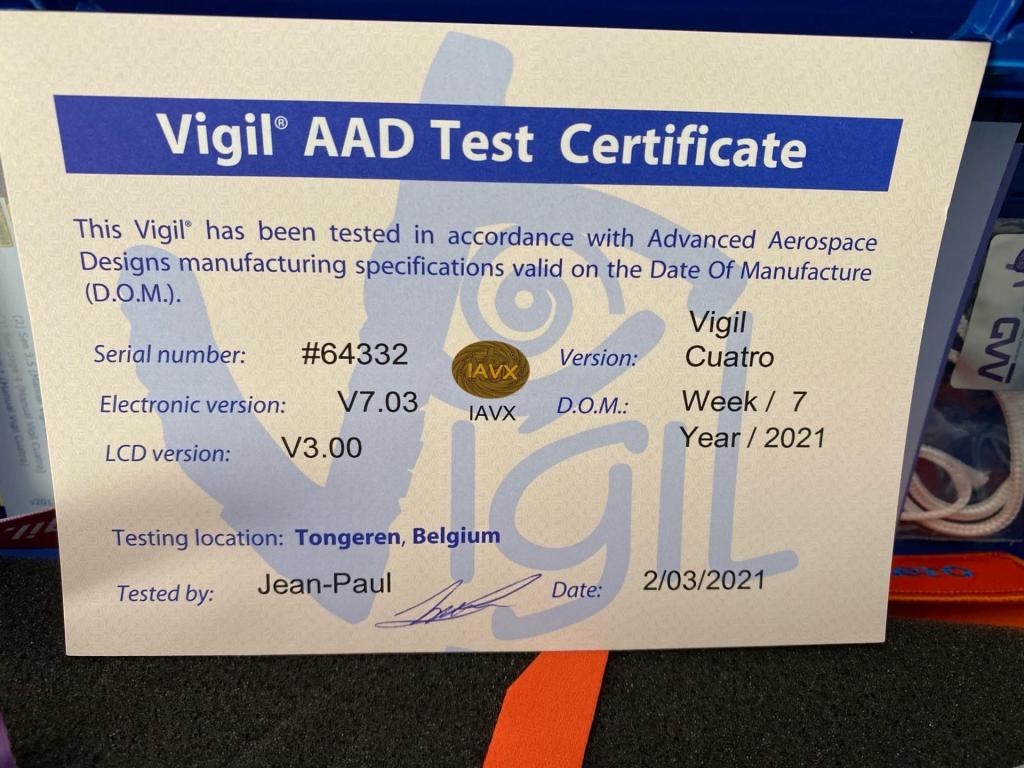 Vigil® AAD Test Certificate
This Vigil® has been tested in accordance with Advanced Aerospace
Designs manufacturing specifications valid on the Date Of Manufacture
(D.O.M.).
Serial number: #64332
Version: Vigil Cuatro
Electronic version: V7.03
IAVX
IAVX
D.O.M.: Week / 7
Year / 2021
LCD version: V3.00
Vigil
Testing location: Tongeren, Belgium
Tested by: Jean-Paul
Date: 2/03/2021